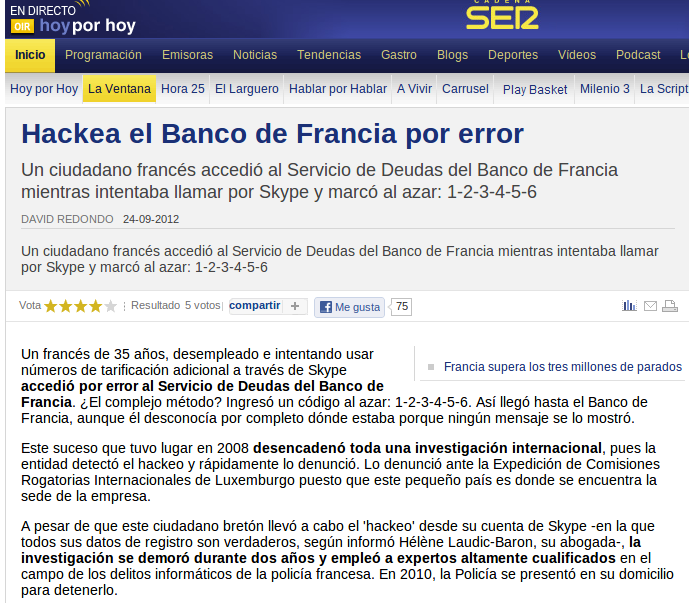 EN DIRECTO
OIR hoy por hoy
CADENA
SER
Inicio Programación Emisoras Noticias Tendencias Gastro Blogs Deportes Vídeos Podcast
Hoy por Hoy La Ventana Hora 25 El Larguero Hablar por Hablar A Vivir Carrusel Play Basket Milenio 3 La Script
Hackea el Banco de Francia por error
Un ciudadano francés accedió al Servicio de Deudas del Banco de Francia
mientras intentaba llamar por Skype y marcó al azar: 1-2-3-4-5-6
DAVID REDONDO 24-09-2012
Un ciudadano francés accedió al Servicio de Deudas del Banco de Francia mientras intentaba llamar
por Skype y marcó al azar: 1-2-3-4-5-6
Vota Resultado 5 votos compartir + Me gusta 75
Un francés de 35 años, desempleado e intentando usar
números de tarificación adicional a través de Skype
accedió por error al Servicio de Deudas del Banco de
Francia. ¿El complejo método? Ingresó un código al azar: 1-2-3-4-5-6. Así llegó hasta el Banco de
Francia, aunque él desconocía por completo dónde estaba porque ningún mensaje se lo mostró.
Francia supera los tres millones de parados
Este suceso que tuvo lugar en 2008 desencadenó toda una investigación internacional, pues la
entidad detectó el hackeo y rápidamente lo denunció. Lo denunció ante la Expedición de Comisiones
Rogatorias Internacionales de Luxemburgo puesto que este pequeño país es donde se encuentra la
sede de la empresa.
A pesar de que este ciudadano bretón llevó a cabo el 'hackeo' desde su cuenta de Skype -en la que
todos sus datos de registro son verdaderos, según informó Hélène Laudic-Baron, su abogada-, la
investigación se demoró durante dos años y empleó a expertos altamente cualificados en el
campo de los delitos informáticos de la policía francesa. En 2010, la Policía se presentó en su domicilio
para detenerlo.